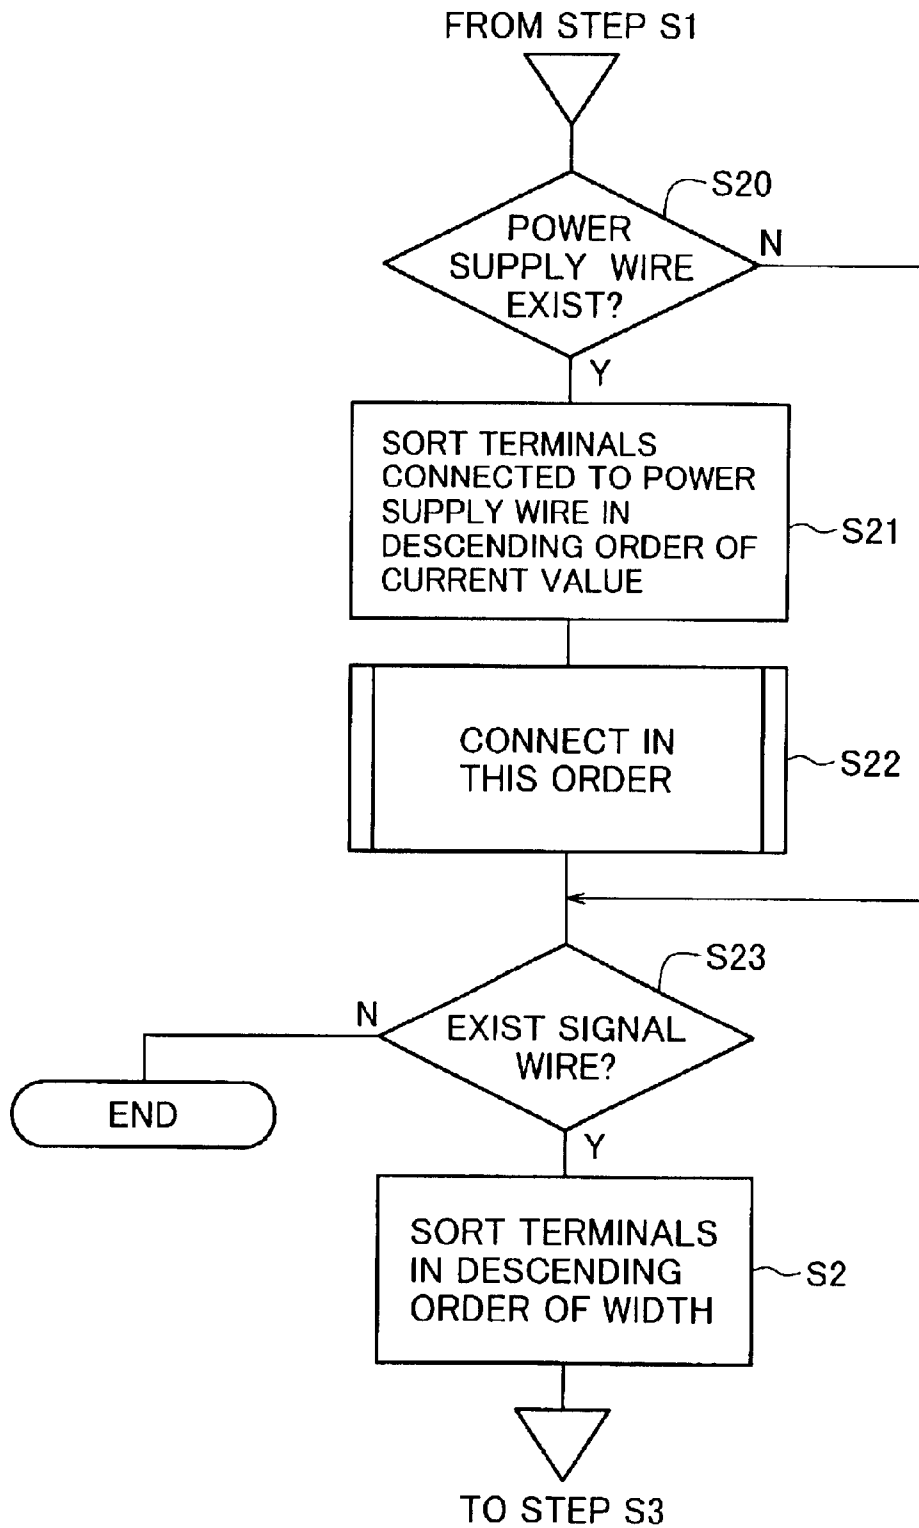 FROM STEP S1
S20
POWER
SUPPLY WIRE
EXIST?
N
Y
SORT TERMINALS
CONNECTED TO POWER
SUPPLY WIRE IN
DESCENDING ORDER OF
CURRENT VALUE
S21
CONNECT IN
THIS ORDER
S22
S23
N
EXIST SIGNAL
WIRE?
END
Y
SORT TERMINALS
IN DESCENDING
ORDER OF WIDTH
S2
TO STEP S3